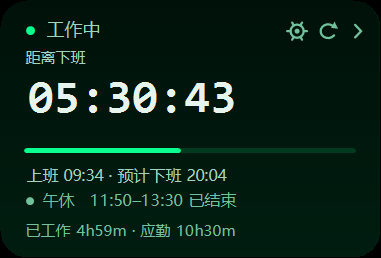 工作中
距离下班
05:30:43
上班 09:34 · 预计下班 20:04
午休 11:50–13:30 已结束
已工作 4h59m · 应勤 10h30m